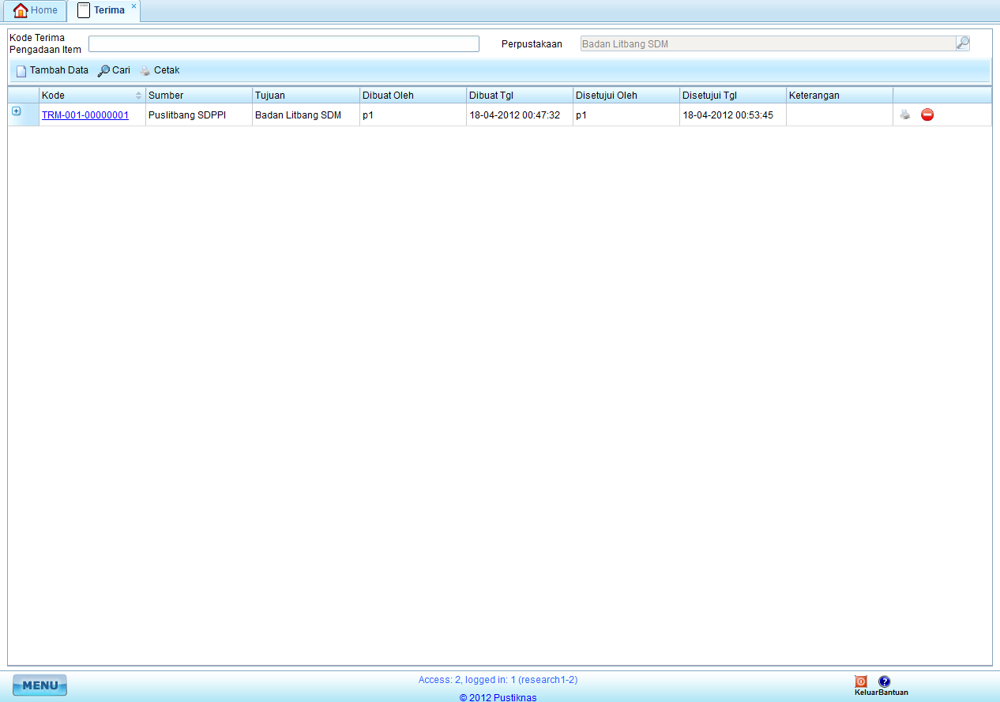 Home
Terima
Kode Terima
Pengadaan Item
Perpustakaan
Badan Litbang SDM
Tambah Data Cari Cetak
Kode Sumber Tujuan Dibuat Oleh Dibuat Tgl Disetujui Oleh Disetujui Tgl Keterangan
TRM-001-00000001 Puslitbang SDPPI Badan Litbang SDM p1 18-04-2012 00:47:32 p1 18-04-2012 00:53:45
MENU
Access: 2, logged in: 1 (research1-2)
© 2012 Pustiknas
Keluar
Bantuan